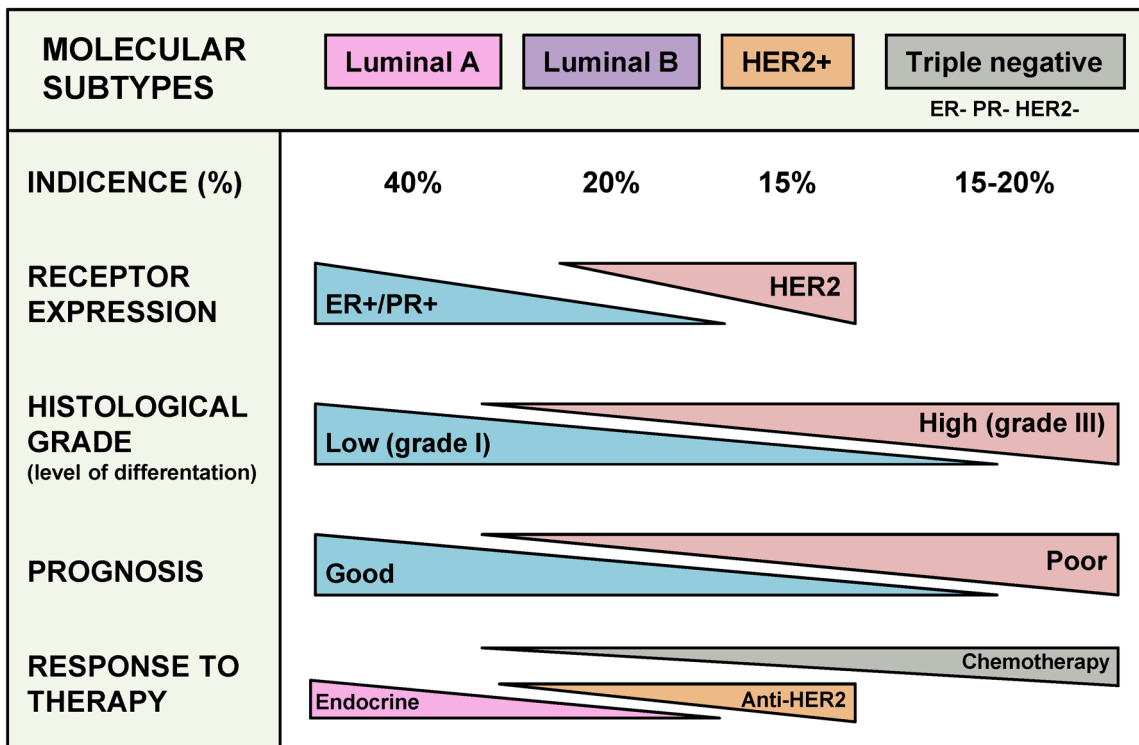 MOLECULAR
SUBTYPES
Luminal A
Luminal B
HER2+
Triple negative
ER- PR- HER2-
INDICENCE (%)
40%
20%
15%
15-20%
RECEPTOR
EXPRESSION
ER+/PR+
HER2
HISTOLOGICAL
GRADE
(level of differentation)
Low (grade I)
High (grade III)
PROGNOSIS
Good
Poor
RESPONSE TO
THERAPY
Chemotherapy
Endocrine
Anti-HER2